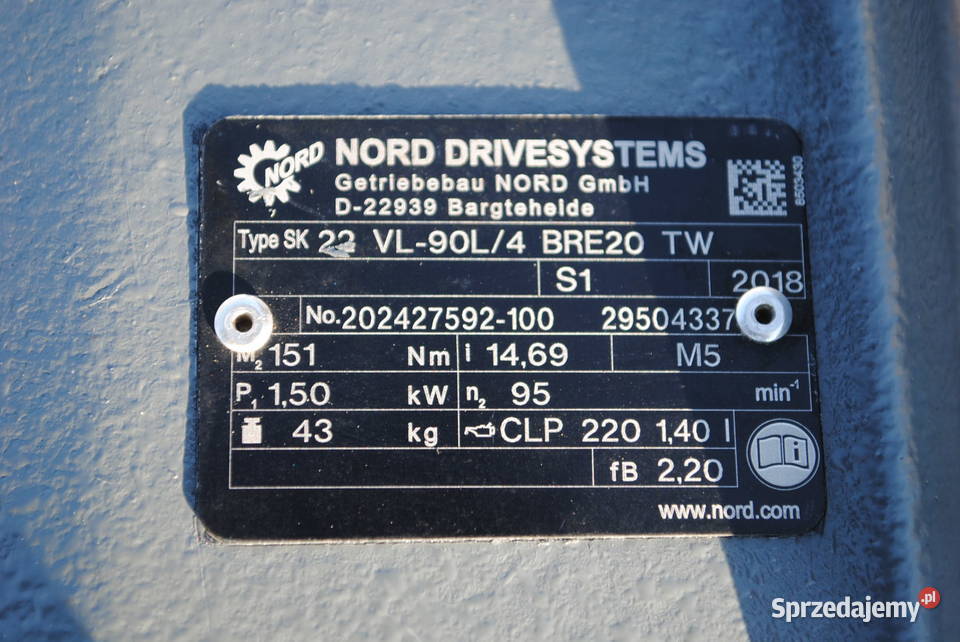 NORD
NORD DRIVESYSTEMS
Getriebebau NORD GmbH
D-22939 Bargteheide
8503430
Type SK 22 VL-90L/4 BRE20 TW
S1 2018
No. 202427592-100 29504337
M2 151 Nm i 14,69 M5
P1 1,50 kW n2 95 min-1
43 kg CLP 220 1,40 l
fB 2,20
www.nord.com
Sprzedajemy.pl